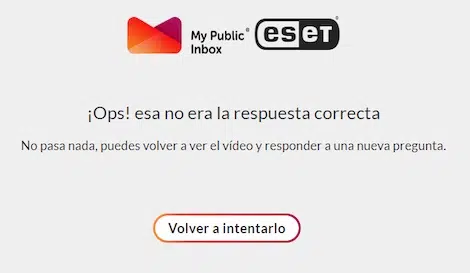 My Public®
Inbox
eseт®
¡Ops! esa no era la respuesta correcta
No pasa nada, puedes volver a ver el vídeo y responder a una nueva pregunta.
Volver a intentarlo